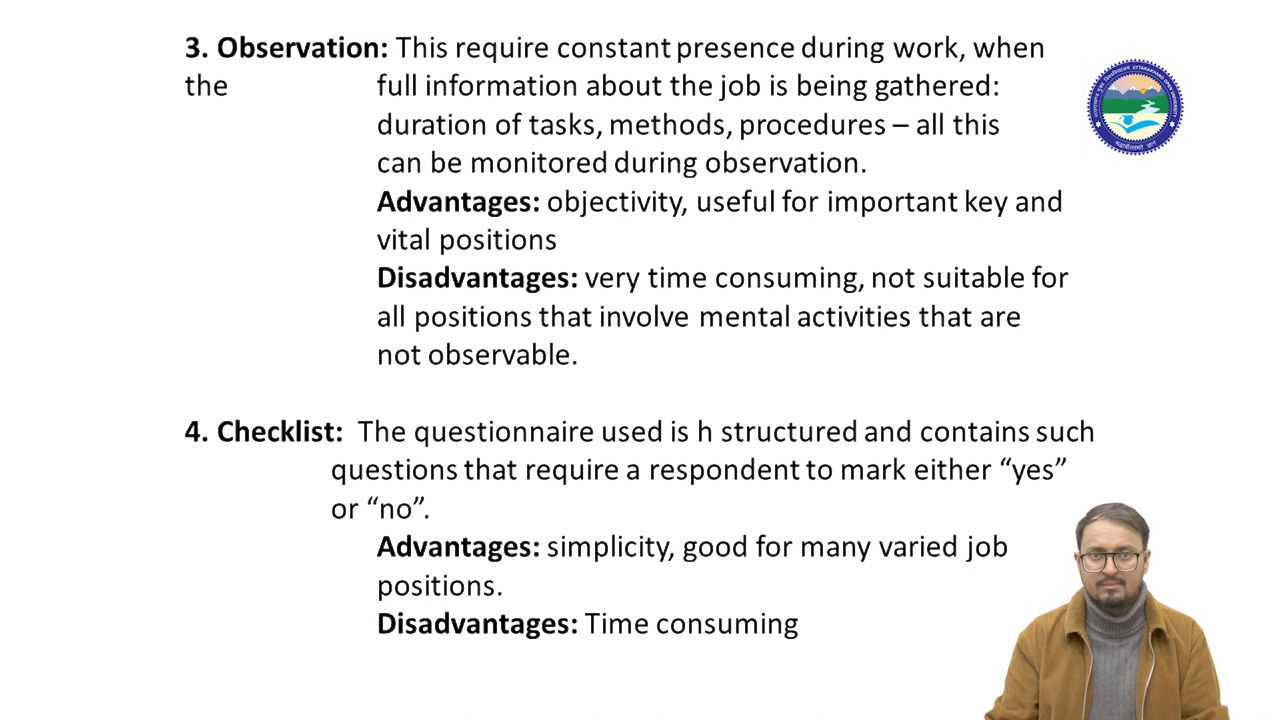 3. Observation: This require constant presence during work, when
the full information about the job is being gathered:
duration of tasks, methods, procedures – all this
can be monitored during observation.
Advantages: objectivity, useful for important key and
vital positions
Disadvantages: very time consuming, not suitable for
all positions that involve mental activities that are
not observable.
4. Checklist: The questionnaire used is h structured and contains such
questions that require a respondent to mark either “yes”
or “no”.
Advantages: simplicity, good for many varied job
positions.
Disadvantages: Time consuming